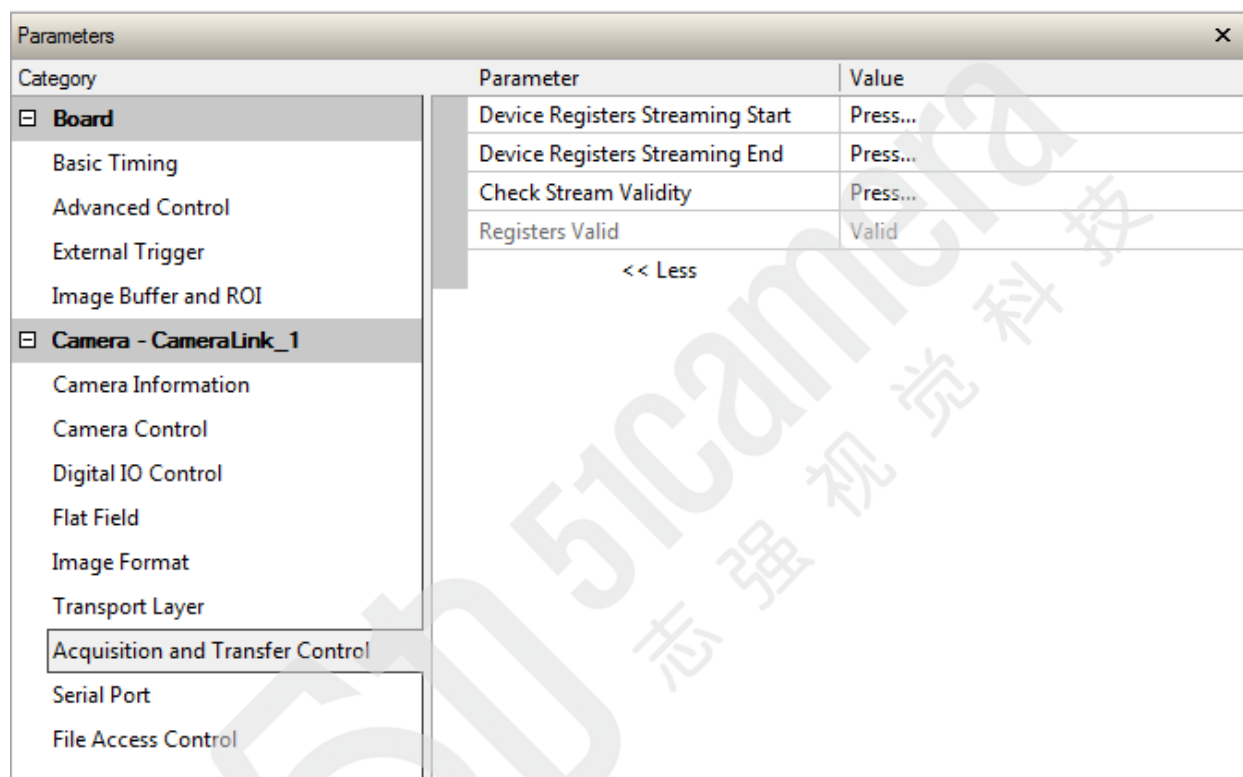 Parameters
Category Parameter Value
Board
Basic Timing
Advanced Control
External Trigger
Image Buffer and ROI
Camera - CameraLink_1
Camera Information
Camera Control
Digital IO Control
Flat Field
Image Format
Transport Layer
Acquisition and Transfer Control
Serial Port
File Access Control
Device Registers Streaming Start Press...
Device Registers Streaming End Press...
Check Stream Validity Press...
Registers Valid Valid
<< Less
51camera
志强视觉科技